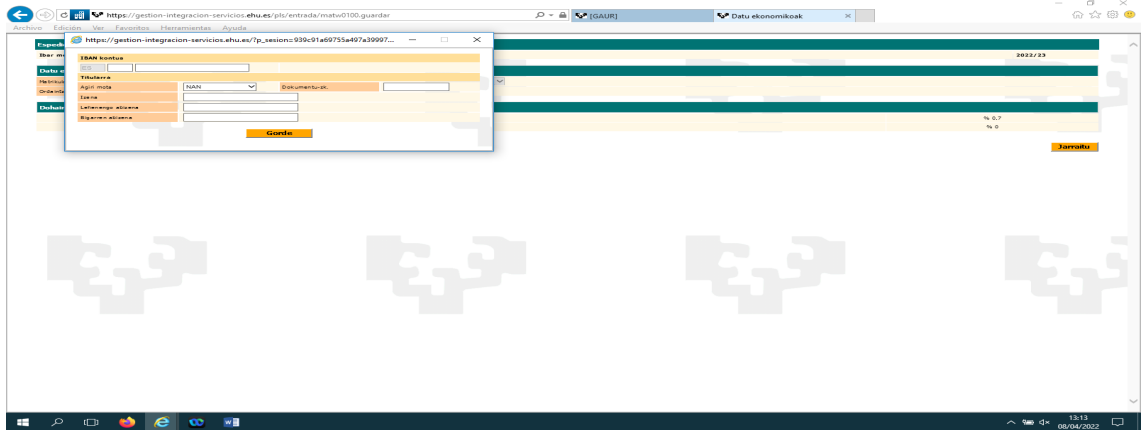 https://gestion-integracion-servicios.ehu.es/pls/entrada/matw0100.guardar
[GAUR]
Datu ekonomikoak
Archivo Edición Ver Favoritos Herramientas Ayuda
https://gestion-integracion-servicios.ehu.es/?p_sesion=939c91a69755a497a39997...
2022/23
IBAN kontua
ES
Titularra
Agiri mota
NAN
Dokumentu-zk.
Izena
Lehenengo abizena
Bigarren abizena
Gorde
% 0,7
% 0
Jarraitu
13:13
08/04/2022